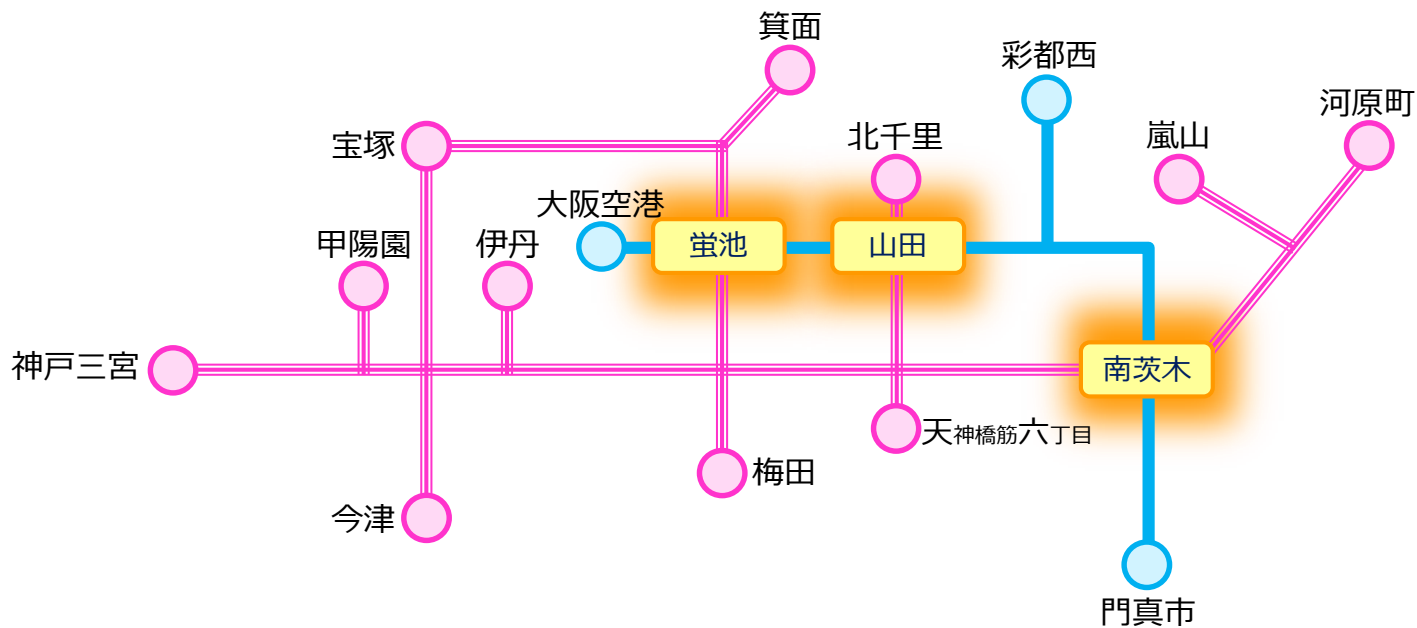 箕面
彩都西
河原町
宝塚
北千里
嵐山
大阪空港
甲陽園
伊丹
蛍池
山田
神戸三宮
南茨木
天神橋筋六丁目
梅田
今津
門真市